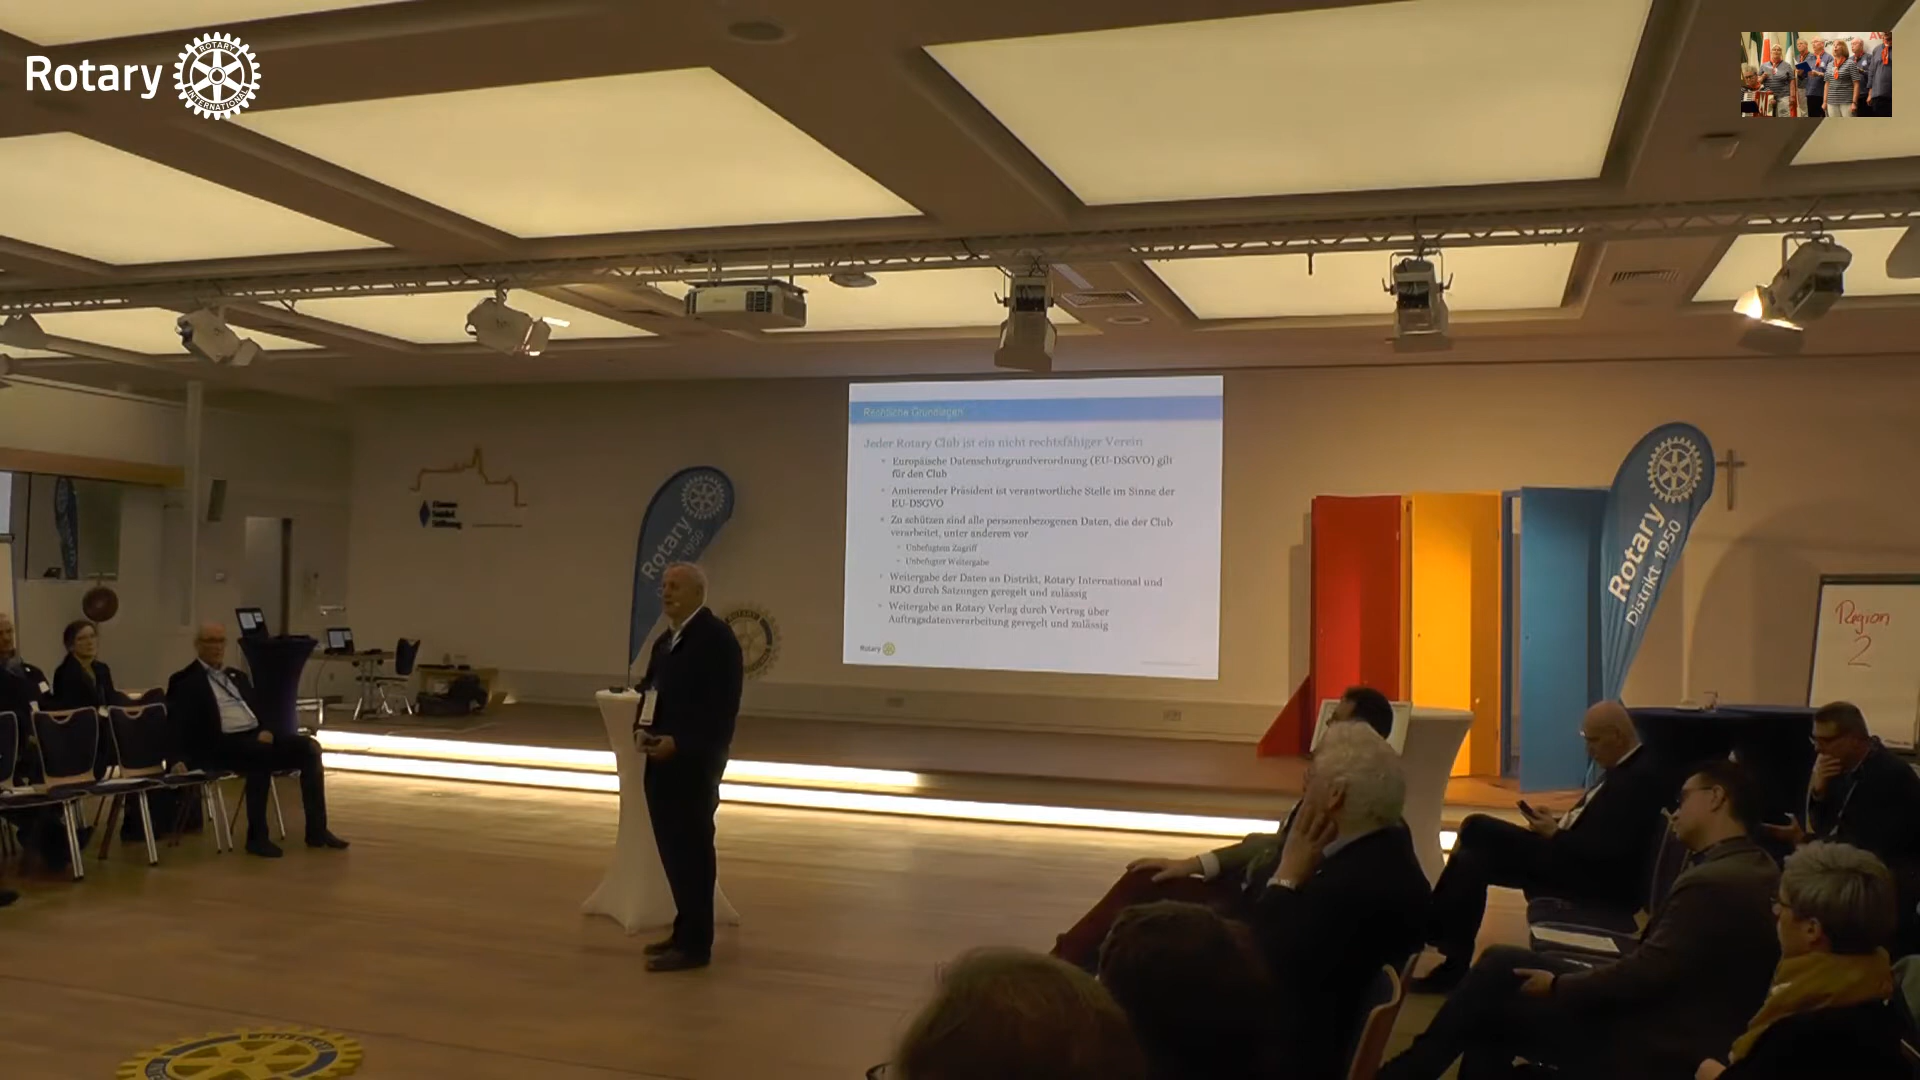 Rotary
ROTARY
INTERNATIONAL
Rechtliche Grundlagen
Jeder Rotary Club ist ein nicht rechtsfähiger Verein
Europäische Datenschutzgrundverordnung (EU-DSGVO) gilt
für den Club
Amtierender Präsident ist verantwortliche Stelle im Sinne der
EU-DSGVO
Zu schützen sind alle personenbezogenen Daten, die der Club
verarbeitet, unter anderem vor
Unbefugtem Zugriff
Unbefugter Weitergabe
Weitergabe der Daten an Distrikt, Rotary International und
RDG durch Satzungen geregelt und zulässig
Weitergabe an Rotary Verlag durch Vertrag über
Auftragsdatenverarbeitung geregelt und zulässig
Rotary
Rotary
1950
Rotary
Distrikt 1950
Region
2